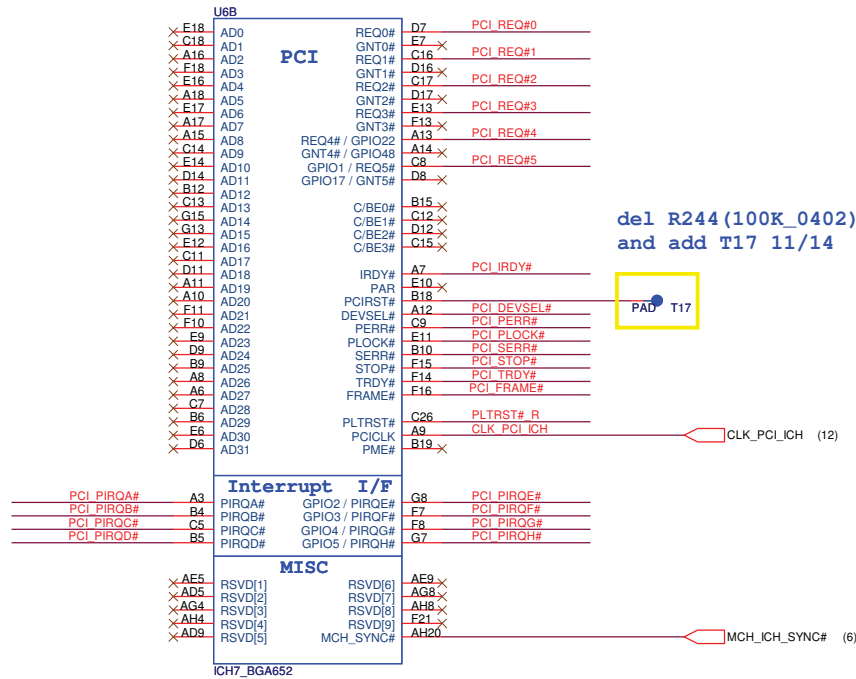 U6B
PCI
E18 AD0 REQ0# D7 PCI_REQ#0
C18 AD1 GNT0# E7
A16 AD2 REQ1# C16 PCI_REQ#1
F18 AD3 GNT1# D16
E16 AD4 REQ2# C17 PCI_REQ#2
A18 AD5 GNT2# D17
E17 AD6 REQ3# E13 PCI_REQ#3
A17 AD7 GNT3# F13
A15 AD8 REQ4# / GPIO22 A13 PCI_REQ#4
C14 AD9 GNT4# / GPIO48 A14
E14 AD10 GPIO1 / REQ5# C8 PCI_REQ#5
D14 AD11 GPIO17 / GNT5# D8
B12 AD12
C13 AD13 C/BE0# B15
G15 AD14 C/BE1# C12
G13 AD15 C/BE2# D12
E12 AD16 C/BE3# C15
C11 AD17
D11 AD18 IRDY# A7 PCI_IRDY#
A11 AD19 PAR E10
A10 AD20 PCIRST# B18
F11 AD21 DEVSEL# A12 PCI_DEVSEL#
F10 AD22 PERR# C9 PCI_PERR#
E9 AD23 PLOCK# E11 PCI_PLOCK#
D9 AD24 SERR# B10 PCI_SERR#
B9 AD25 STOP# F15 PCI_STOP#
A8 AD26 TRDY# F14 PCI_TRDY#
A6 AD27 FRAME# F16 PCI_FRAME#
C7 AD28
B6 AD29 PLTRST# C26 PLTRST#_R
E6 AD30 PCICLK A9 CLK_PCI_ICH
D6 AD31 PME# B19
del R244(100K_0402)
and add T17 11/14
PAD T17
CLK_PCI_ICH (12)
Interrupt I/F
PCI_PIRQA# A3 PIRQA# GPIO2 / PIRQE# G8 PCI_PIRQE#
PCI_PIRQB# B4 PIRQB# GPIO3 / PIRQF# F7 PCI_PIRQF#
PCI_PIRQC# C5 PIRQC# GPIO4 / PIRQG# F8 PCI_PIRQG#
PCI_PIRQD# B5 PIRQD# GPIO5 / PIRQH# G7 PCI_PIRQH#
MISC
AE5 RSVD[1] RSVD[6] AE9
AD5 RSVD[2] RSVD[7] AG8
AG4 RSVD[3] RSVD[8] AH8
AH4 RSVD[4] RSVD[9] F21
AD9 RSVD[5] MCH_SYNC# AH20
MCH_ICH_SYNC# (6)
ICH7_BGA652